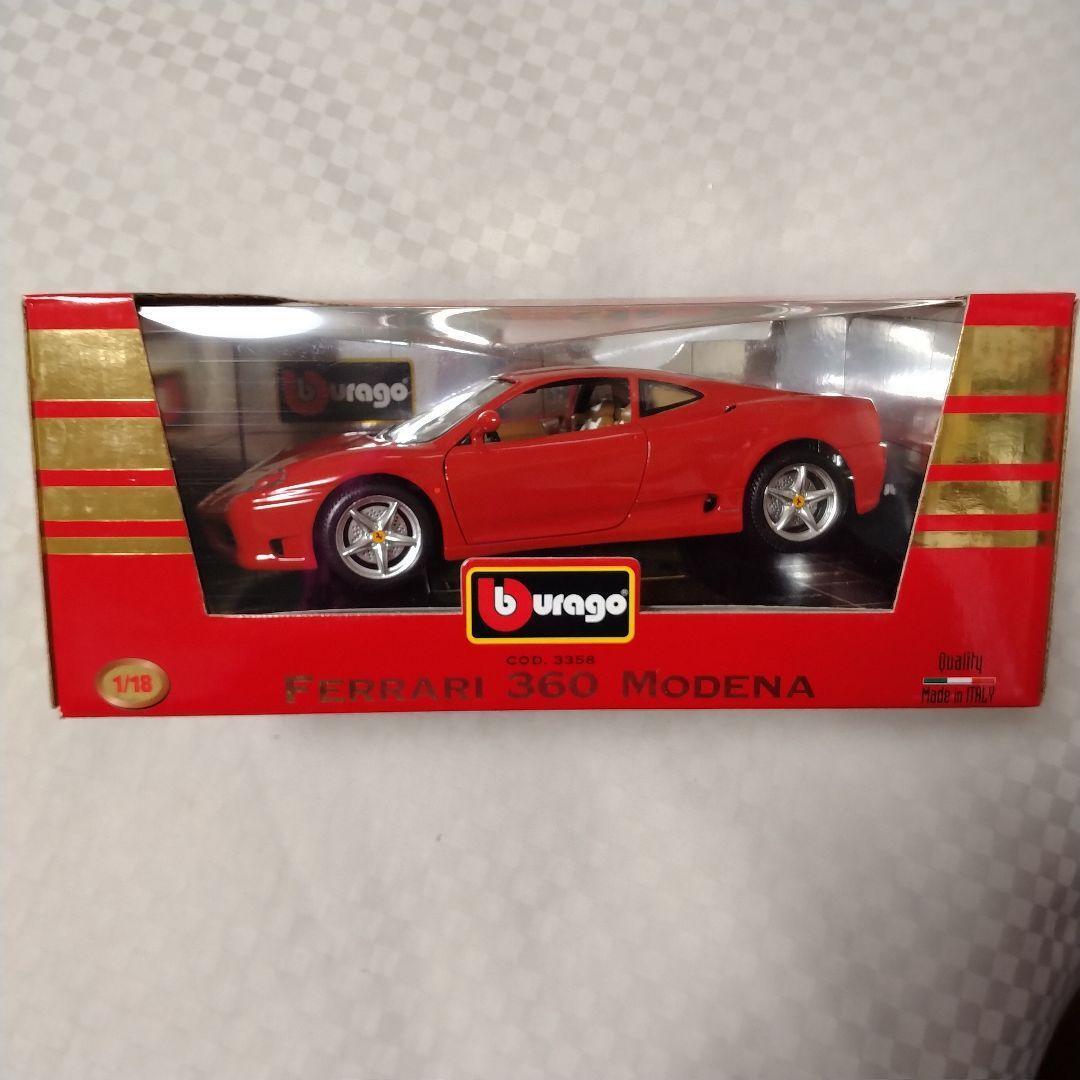 burago
burago®
COD. 3358
1/18
FERRARI 360 MODENA
Quality
Made in ITALY